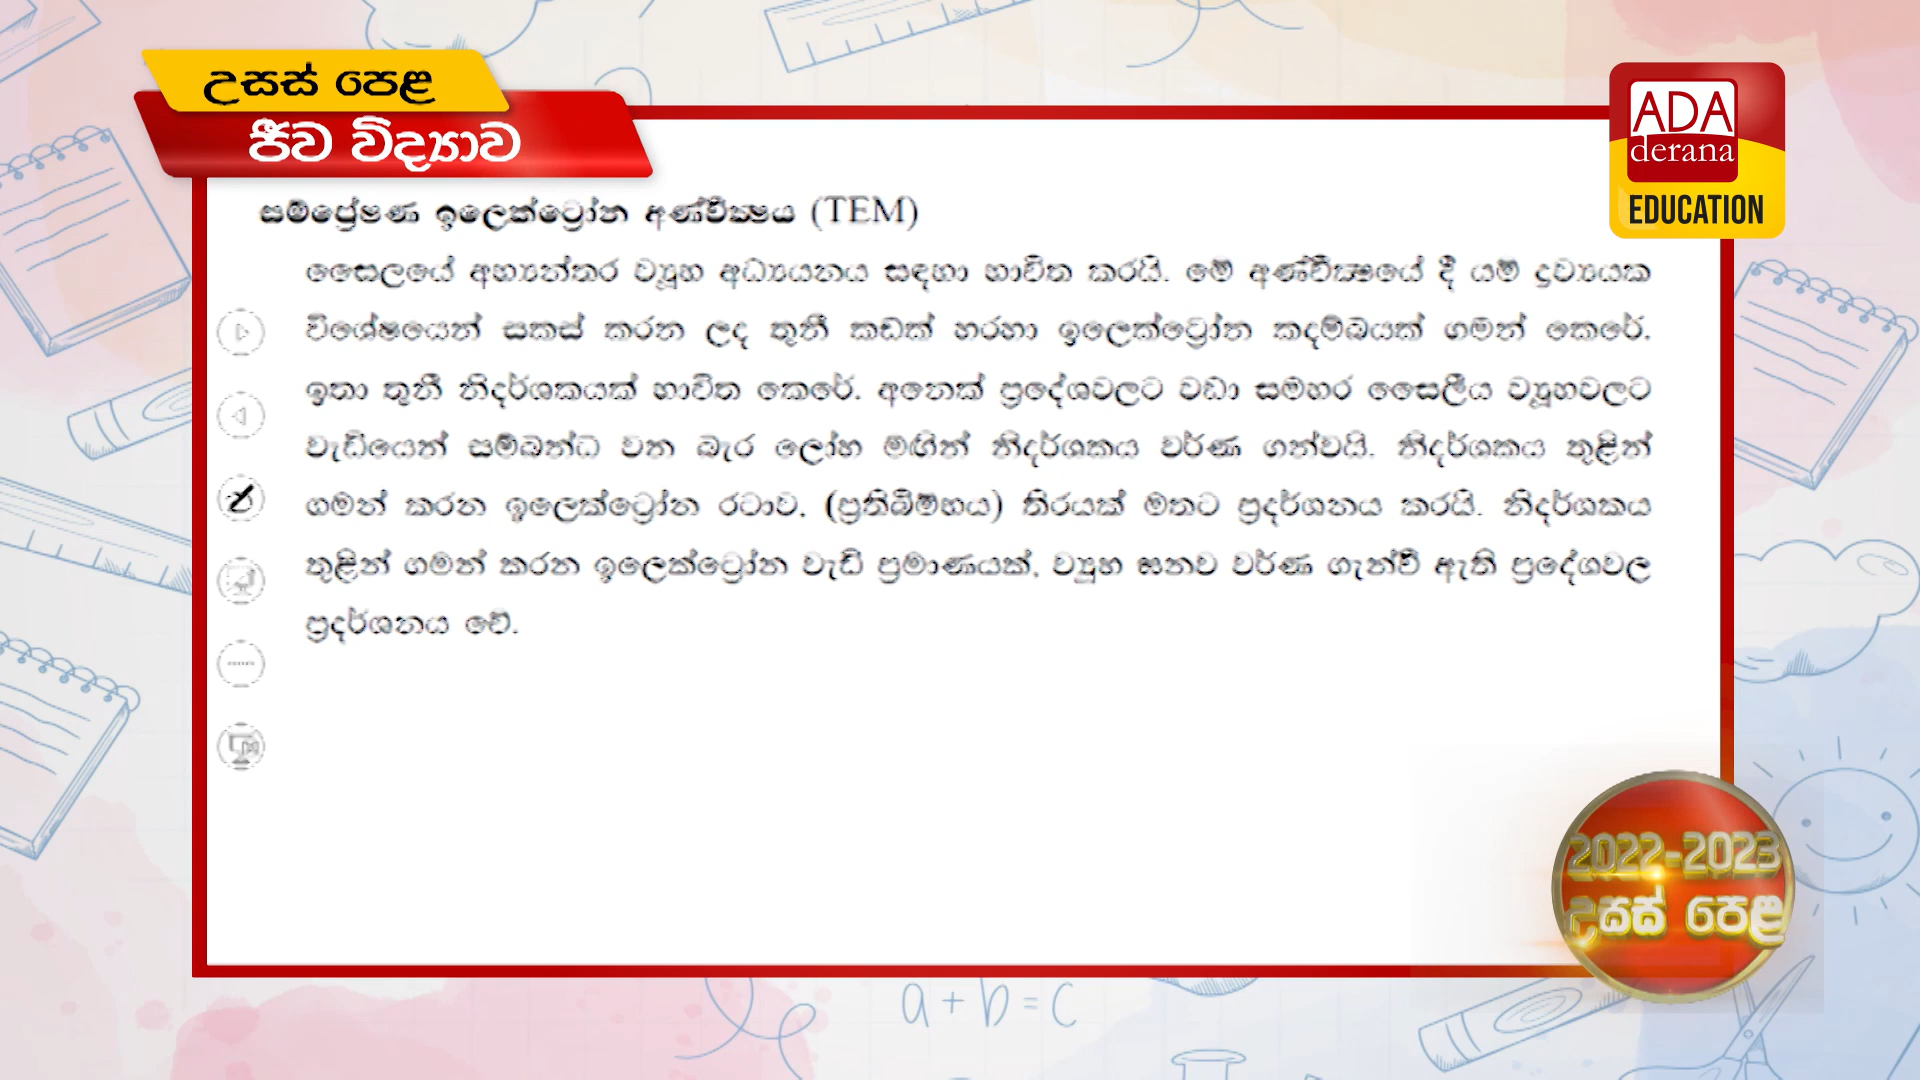 උසස් පෙළ
ජීව විද්‍යාව
ADA
derana
EDUCATION
සම්ප්‍රේෂණ ඉලෙක්ට්‍රෝන අණ්වීක්ෂය (TEM)
සෛලයේ අභ්‍යන්තර ව්‍යූහ අධ්‍යයනය සඳහා භාවිත කරයි. මේ අණ්වීක්ෂයේ දී යම් ද්‍රව්‍යයක
විශේෂයෙන් සකස් කරන ලද තුනී කඩක් හරහා ඉලෙක්ට්‍රෝන කදම්බයක් ගමන් කෙරේ.
ඉතා තුනී නිදර්ශකයක් භාවිත කෙරේ. අනෙක් ප්‍රදේශවලට වඩා සමහර සෛලීය ව්‍යූහවලට
වැඩියෙන් සම්බන්ධ වන බැර ලෝහ මඟින් නිදර්ශකය වර්ණ ගන්වයි. නිදර්ශකය තුළින්
ගමන් කරන ඉලෙක්ට්‍රෝන රටාව, (ප්‍රතිබිම්භය) තිරයක් මතට ප්‍රදර්ශනය කරයි. නිදර්ශකය
තුළින් ගමන් කරන ඉලෙක්ට්‍රෝන වැඩි ප්‍රමාණයක්, ව්‍යූහ ඝනව වර්ණ ගැන්වී ඇති ප්‍රදේශවල
ප්‍රදර්ශනය වේ.
2022-2023
උසස් පෙළ
a + b = c